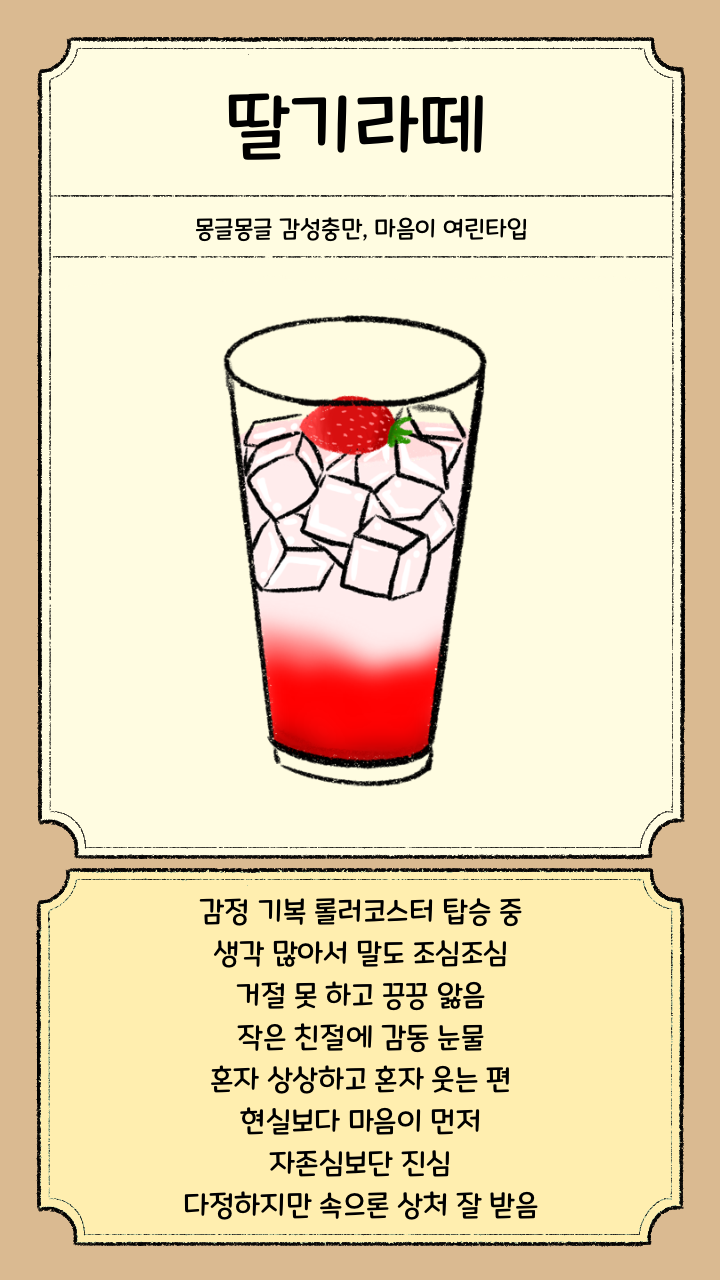 딸기라떼
몽글몽글 감성충만, 마음이 여린타입
감정 기복 롤러코스터 탑승 중
생각 많아서 말도 조심조심
거절 못 하고 끙끙 앓음
작은 친절에 감동 눈물
혼자 상상하고 혼자 웃는 편
현실보다 마음이 먼저
자존심보단 진심
다정하지만 속으론 상처 잘 받음